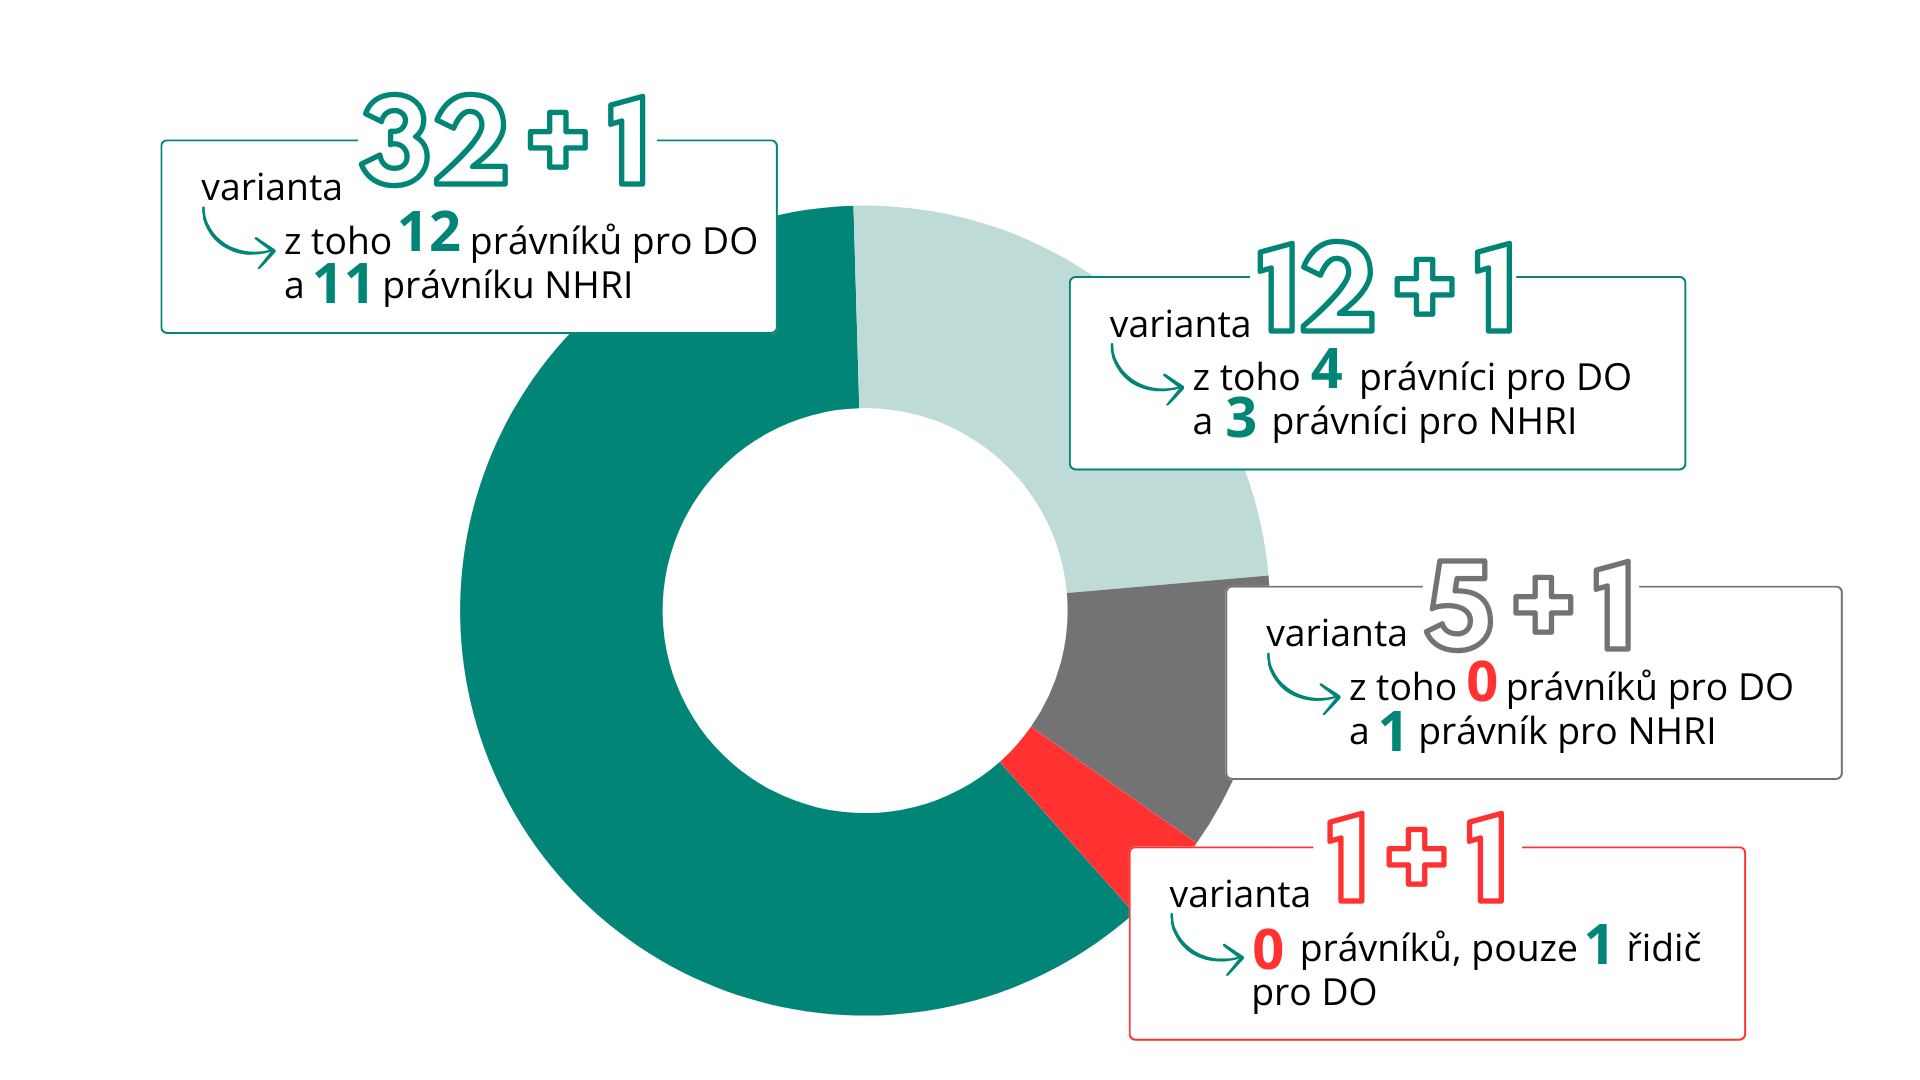 varianta 32+1
z toho 12 právníků pro DO
a 11 právníku NHRI
varianta 12+1
z toho 4 právníci pro DO
a 3 právníci pro NHRI
varianta 5+1
z toho 0 právníků pro DO
a 1 právník pro NHRI
varianta 1+1
0 právníků, pouze 1 řidič
pro DO